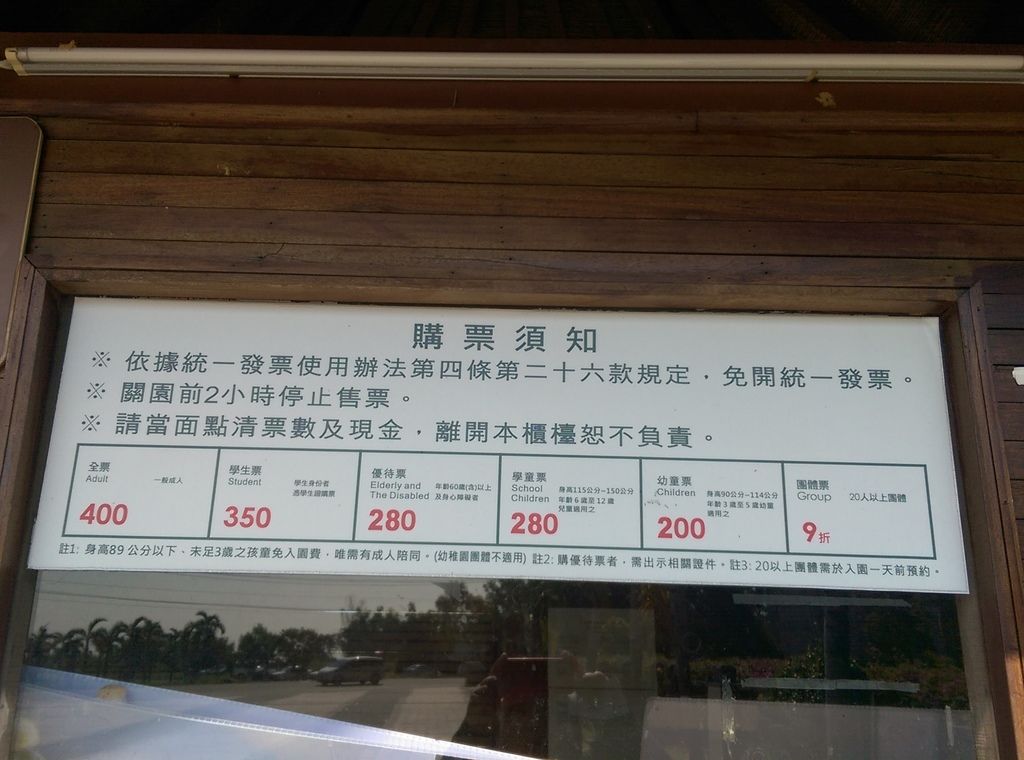 購票須知
※ 依據統一發票使用辦法第四條第二十六款規定，免開統一發票。
※ 關園前2小時停止售票。
※ 請當面點清票數及現金，離開本櫃檯恕不負責。
全票
Adult
一般成人
400
學生票
Student
學生身份者
憑學生證購票
350
優待票
Elderly and
The Disabled
年齡60歲(含)以上
及身心障礙者
280
學童票
School
Children
身高115公分~150公分
年齡6歲至12歲
兒童適用之
280
幼童票
Children
身高90公分~114公分
年齡3歲至5歲幼童
適用之
200
團體票
Group
20人以上團體
9折
註1: 身高89公分以下、未足3歲之孩童免入園費，唯需有成人陪同。(幼稚園團體不適用) 註2: 購優待票者，需出示相關證件。註3: 20以上團體需於入園一天前預約。